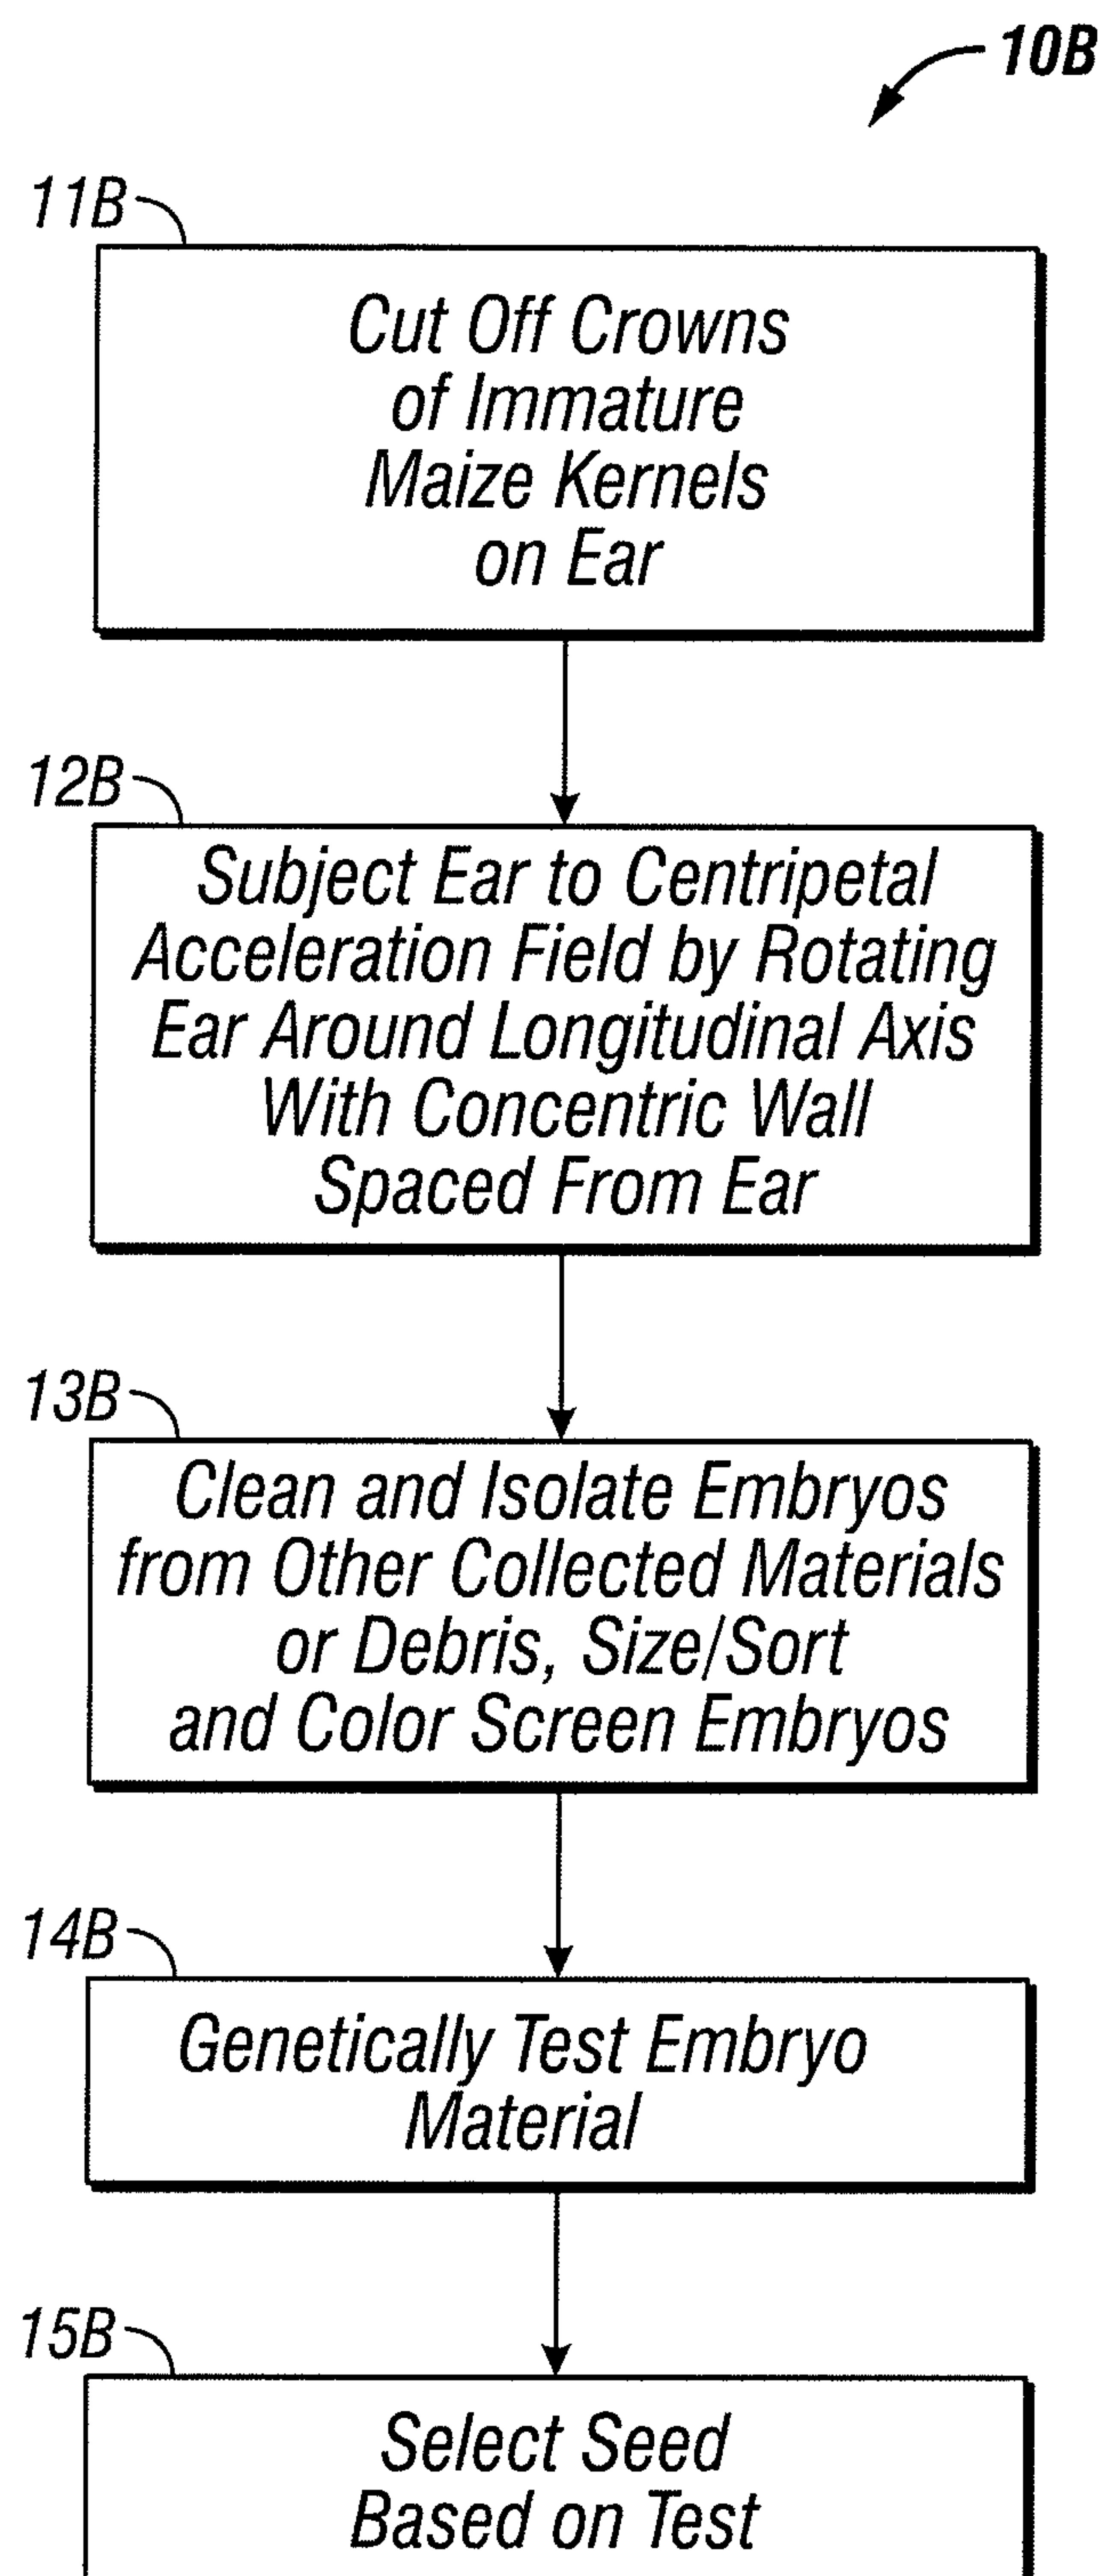 10B
11B
Cut Off Crowns
of Immature
Maize Kernels
on Ear
12B
Subject Ear to Centripetal
Acceleration Field by Rotating
Ear Around Longitudinal Axis
With Concentric Wall
Spaced From Ear
13B
Clean and Isolate Embryos
from Other Collected Materials
or Debris, Size/Sort
and Color Screen Embryos
14B
Genetically Test Embryo
Material
15B
Select Seed
Based on Test